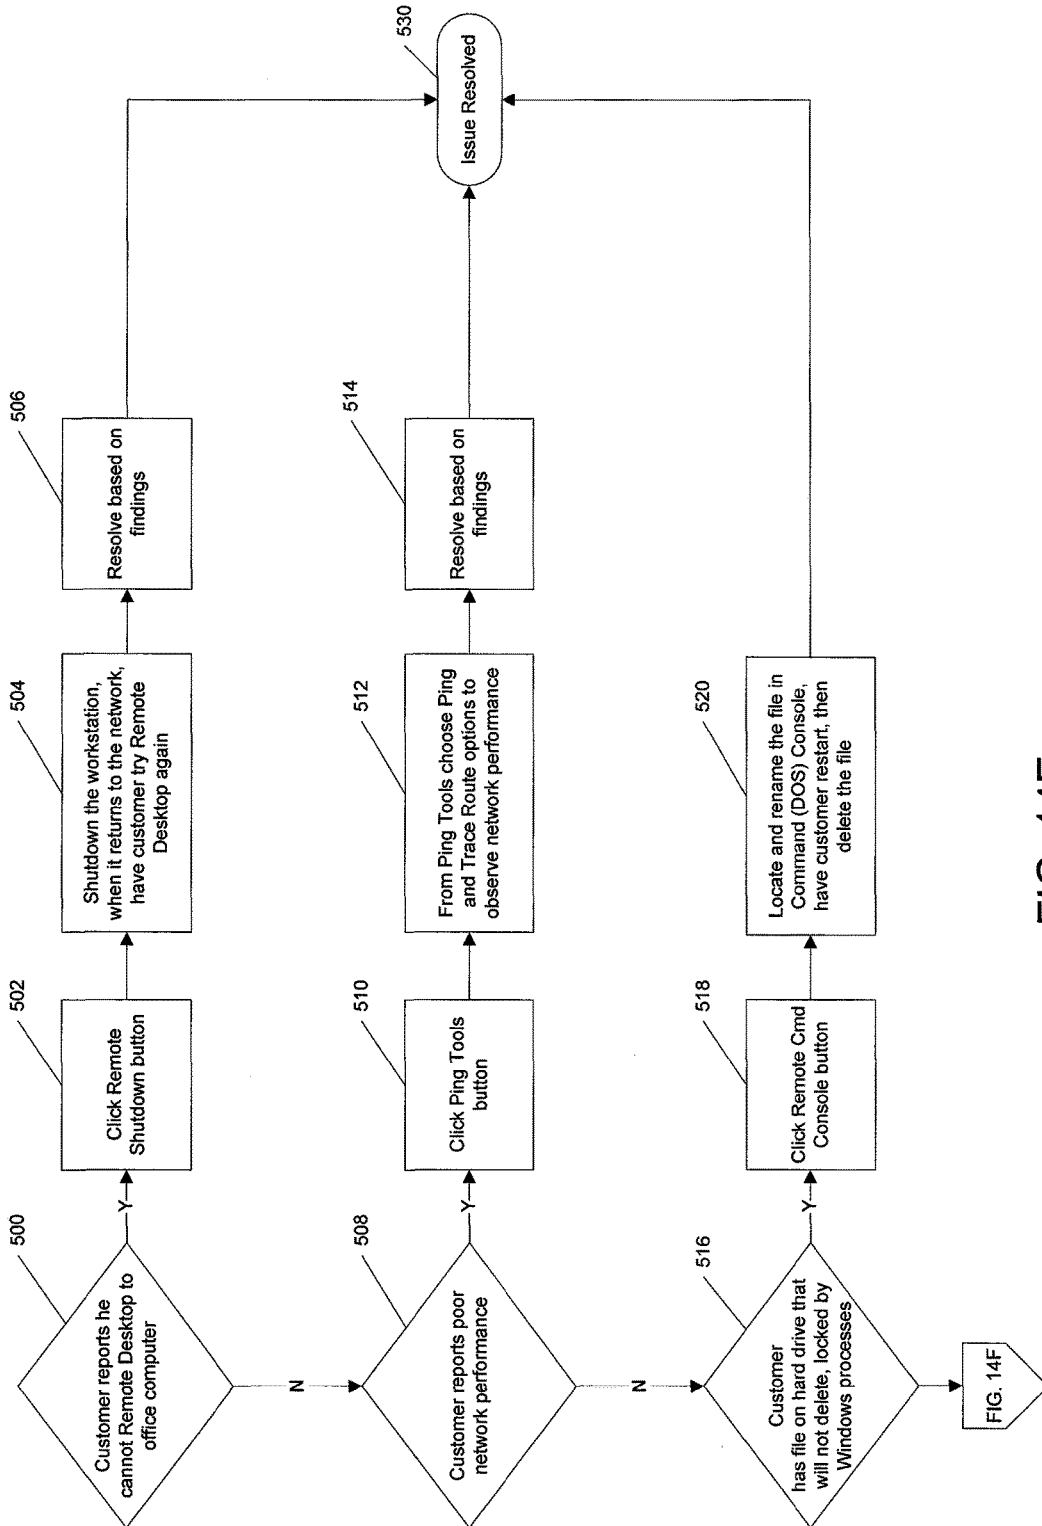 500
Customer reports he
cannot Remote Desktop to
office computer
Y
502
Click Remote
Shutdown button
504
Shutdown the workstation,
when it returns to the network,
have customer try Remote
Desktop again
506
Resolve based on
findings
N
508
Customer reports poor
network performance
Y
510
Click Ping Tools
button
512
From Ping Tools choose Ping
and Trace Route options to
observe network performance
514
Resolve based on
findings
530
Issue Resolved
N
516
Customer
has file on hard drive that
will not delete, locked by
Windows processes
Y
518
Click Remote Cmd
Console button
520
Locate and rename the file in
Command (DOS) Console,
have customer restart, then
delete the file
FIG. 14F